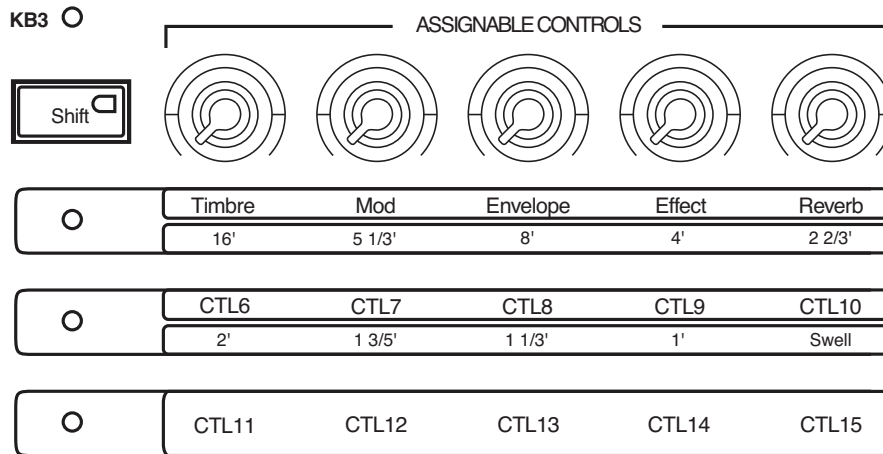 KB3
ASSIGNABLE CONTROLS
Shift
Timbre Mod Envelope Effect Reverb
16' 5 1/3' 8' 4' 2 2/3'
CTL6 CTL7 CTL8 CTL9 CTL10
2' 1 3/5' 1 1/3' 1' Swell
CTL11 CTL12 CTL13 CTL14 CTL15